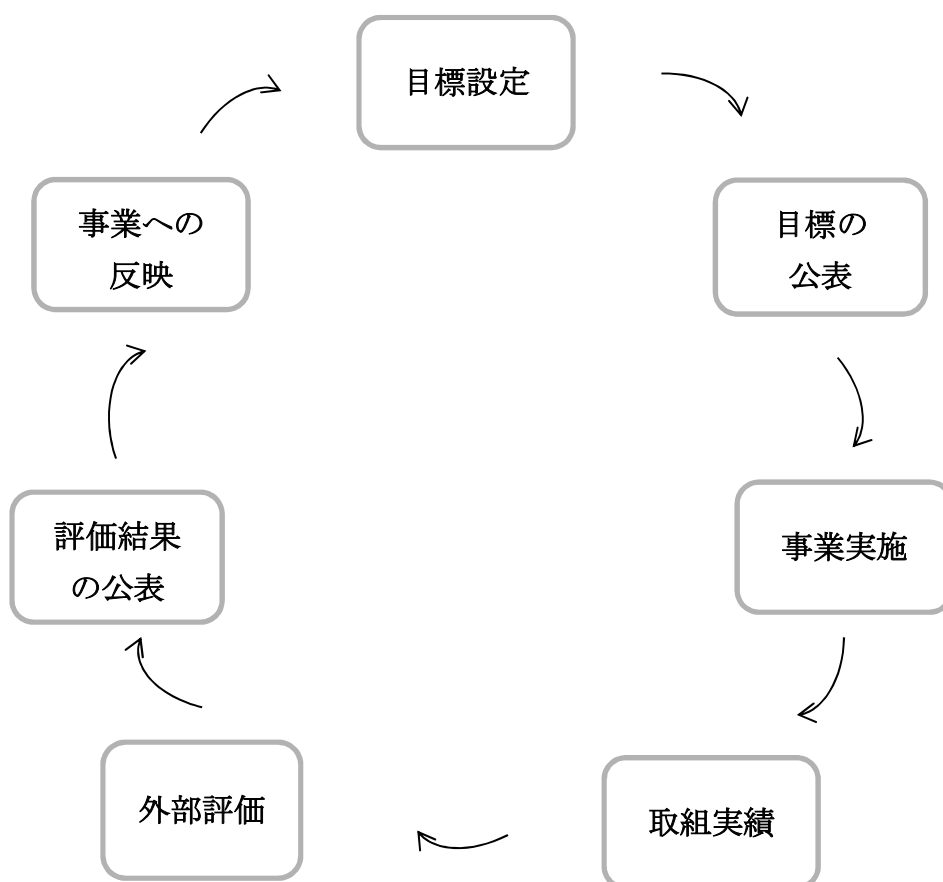 目標設定
目標の
公表
事業実施
取組実績
外部評価
評価結果
の公表
事業への
反映